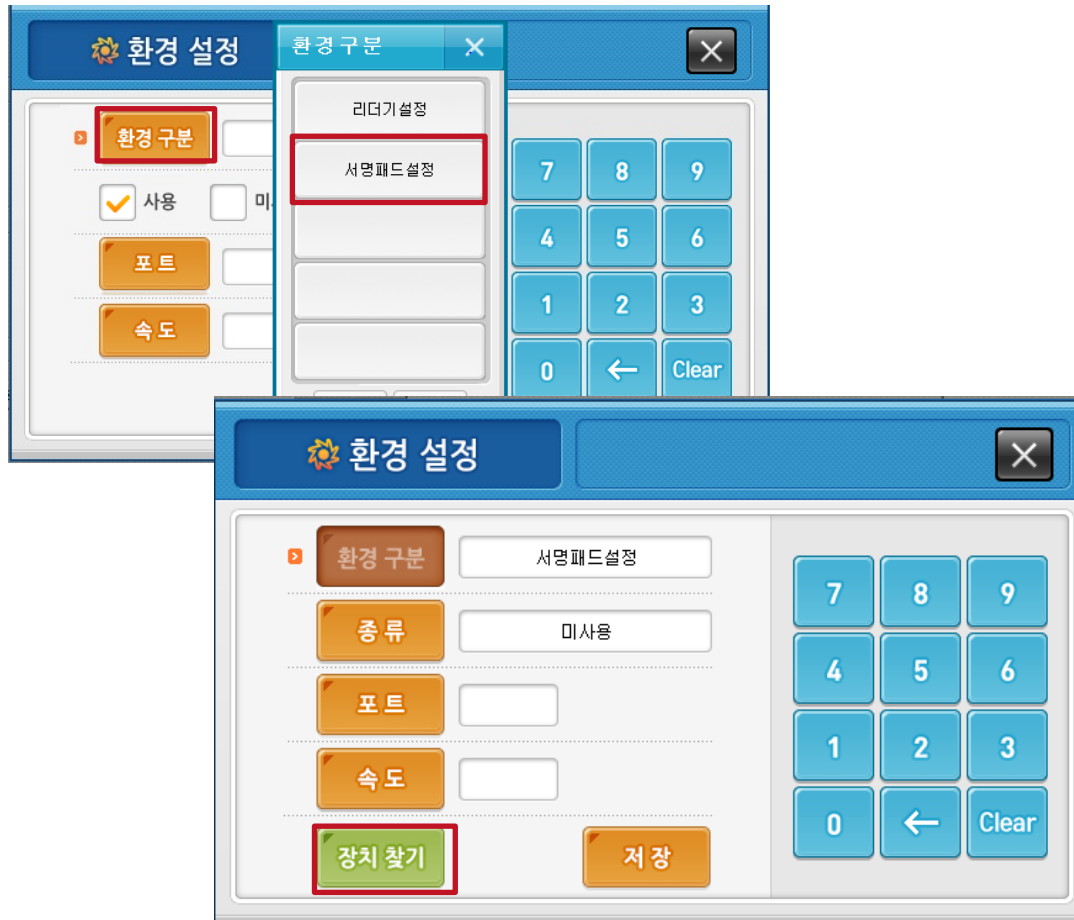 환경 설정
환경구분
환경 구분
리더기설정
서명패드설정
사용
미
포 트
속 도
7 8 9
4 5 6
1 2 3
0 ← Clear
환경 설정
환경 구분 서명패드설정
종 류 미사용
포 트
속 도
장치 찾기 저 장
7 8 9
4 5 6
1 2 3
0 ← Clear